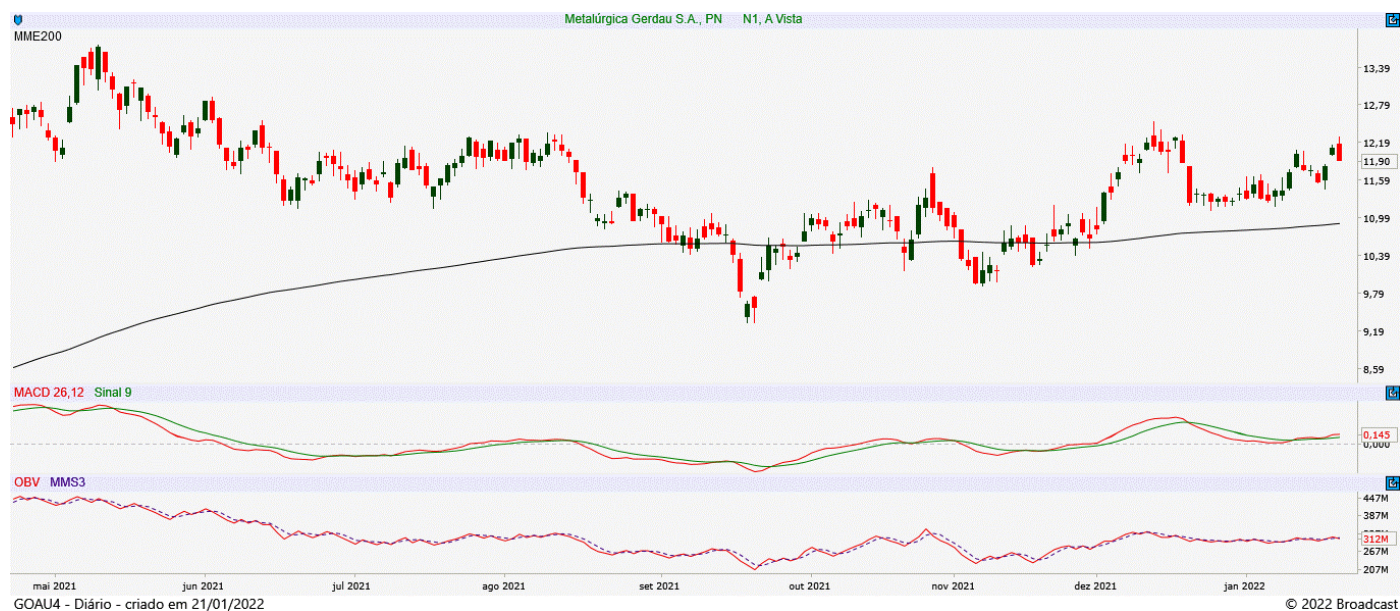 Metalúrgica Gerdau S.A., PN N1, A Vista
MME200
13,39
12,79
12,19
11,90
11,59
10,99
10,39
9,79
9,19
8,59
MACD 26,12 Sinal 9
0,145
0,000
OBV MMS3
447M
387M
312M
267M
207M
mai 2021 jun 2021 jul 2021 ago 2021 set 2021 out 2021 nov 2021 dez 2021 jan 2022
GOAU4 - Diário - criado em 21/01/2022 © 2022 Broadcast